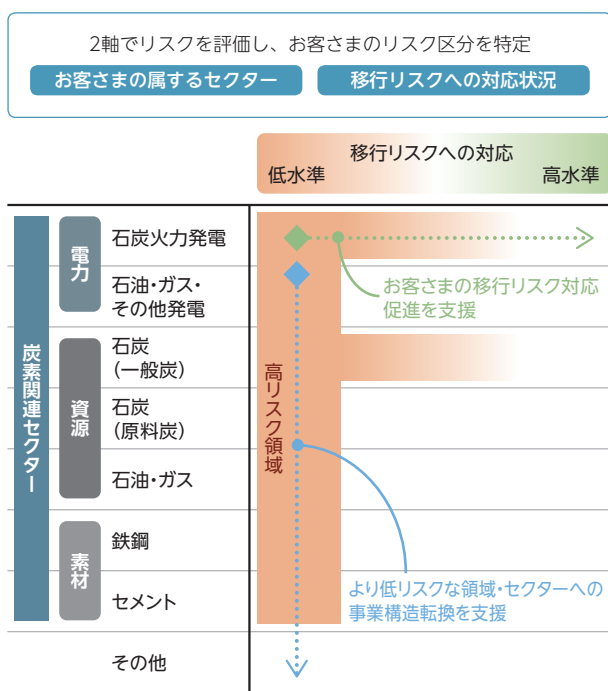 2軸でリスクを評価し、お客さまのリスク区分を特定
お客さまの属するセクター
移行リスクへの対応状況
移行リスクへの対応
低水準
高水準
炭素関連セクター
電力
石炭火力発電
石油・ガス・
その他発電
お客さまの移行リスク対応
促進を支援
資源
石炭
(一般炭)
石炭
(原料炭)
石油・ガス
高リスク領域
素材
鉄鋼
セメント
より低リスクな領域・セクターへの
事業構造転換を支援
その他